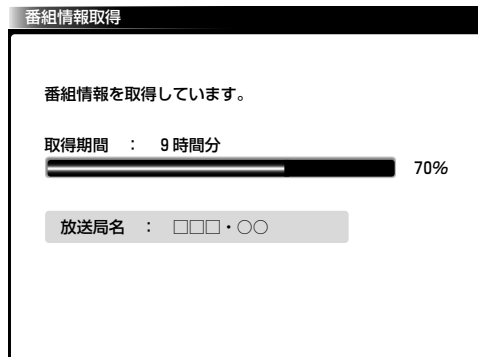 番組情報取得
番組情報を取得しています。
取得期間 : 9時間分
70%
放送局名 : □□□・○○